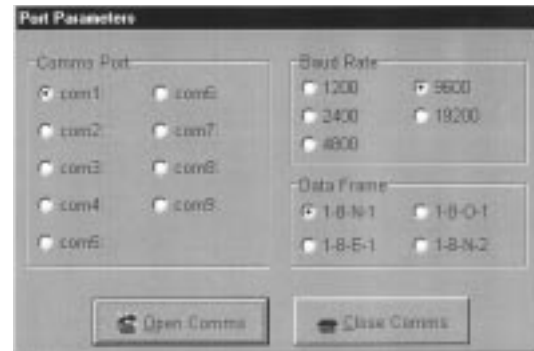 Port Parameters
Comms Port
com1:
com2:
com3:
com4
com5:
com6:
com7:
com8:
com9:
Baud Rate
1200
2400
4800
9600
19200
Data Frame
1-8-N-1
1-8-E-1
1-8-O-1
1-8-N-2
Open Comms
Close Comms